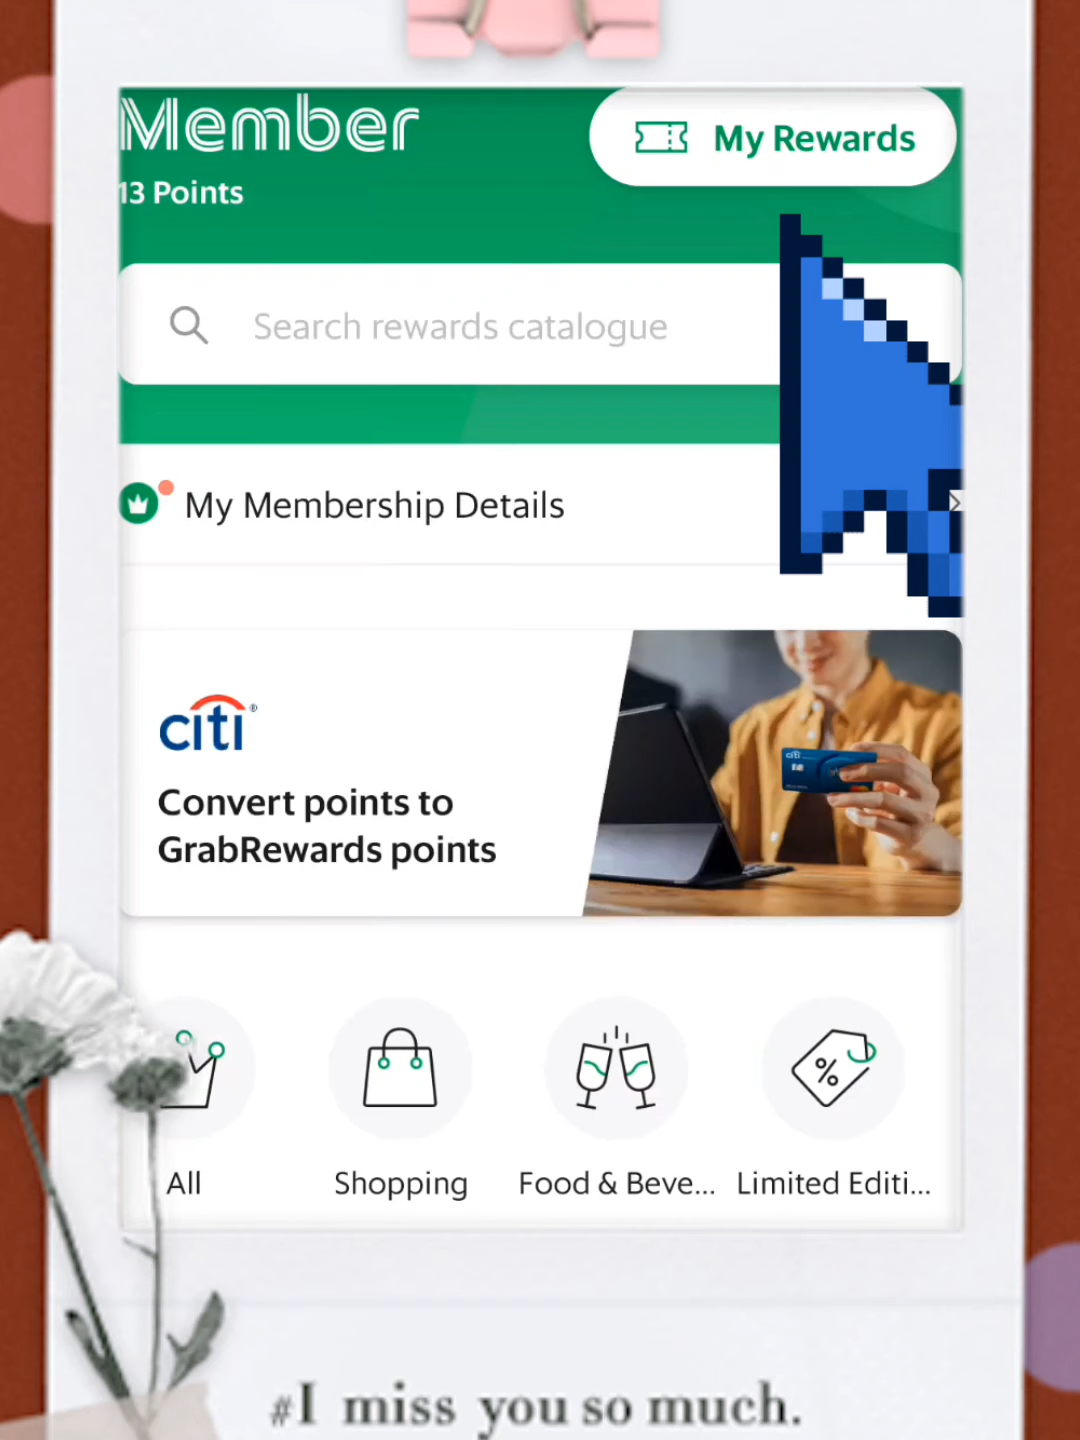 Member
My Rewards
13 Points
Search rewards catalogue
My Membership Details
citi®
Convert points to
GrabRewards points
citi
All
Shopping
Food & Beve...
Limited Editi...
#I miss you so much.